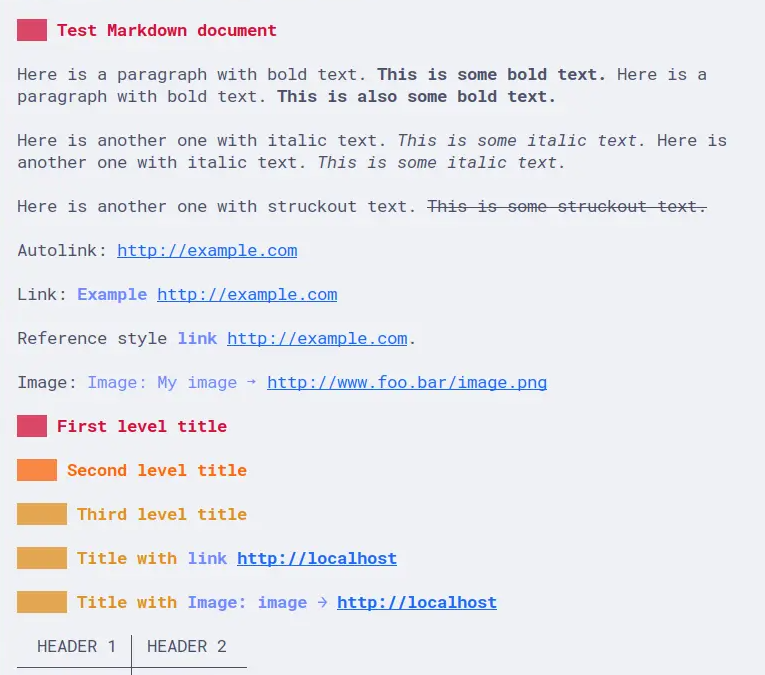 Test Markdown document
Here is a paragraph with bold text. This is some bold text. Here is a
paragraph with bold text. This is also some bold text.
Here is another one with italic text. This is some italic text. Here is
another one with italic text. This is some italic text.
Here is another one with struckout text. This is some struckout text.
Autolink: http://example.com
Link: Example http://example.com
Reference style link http://example.com.
Image: Image: My image → http://www.foo.bar/image.png
First level title
Second level title
Third level title
Title with link http://localhost
Title with Image: image → http://localhost
HEADER 1 HEADER 2